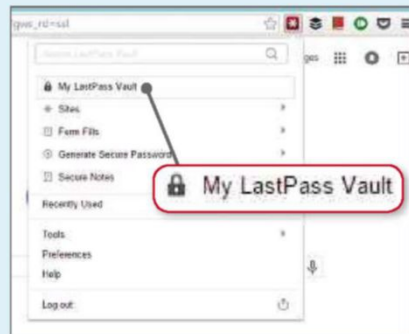 gws_rd=ssl
Search LastPass Vault
ges
My LastPass Vault
Sites
Form Fills
Generate Secure Password
Secure Notes
My LastPass Vault
Recently Used
Tools
Preferences
Help
Log out